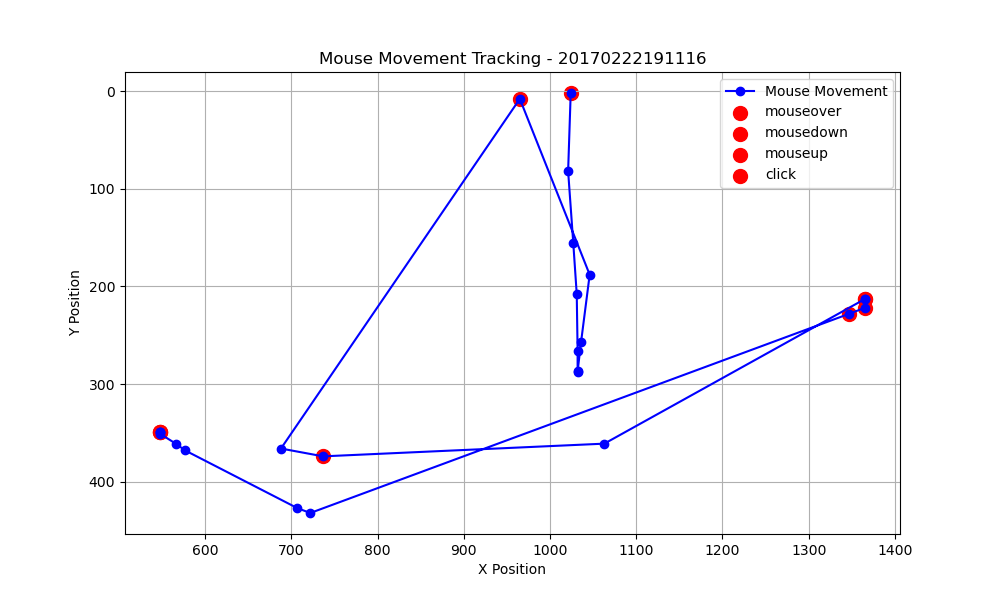 Mouse Movement Tracking - 20170222191116
Mouse Movement
mouseover
mousedown
mouseup
click
0
100
200
300
400
Y Position
600 700 800 900 1000 1100 1200 1300 1400
X Position